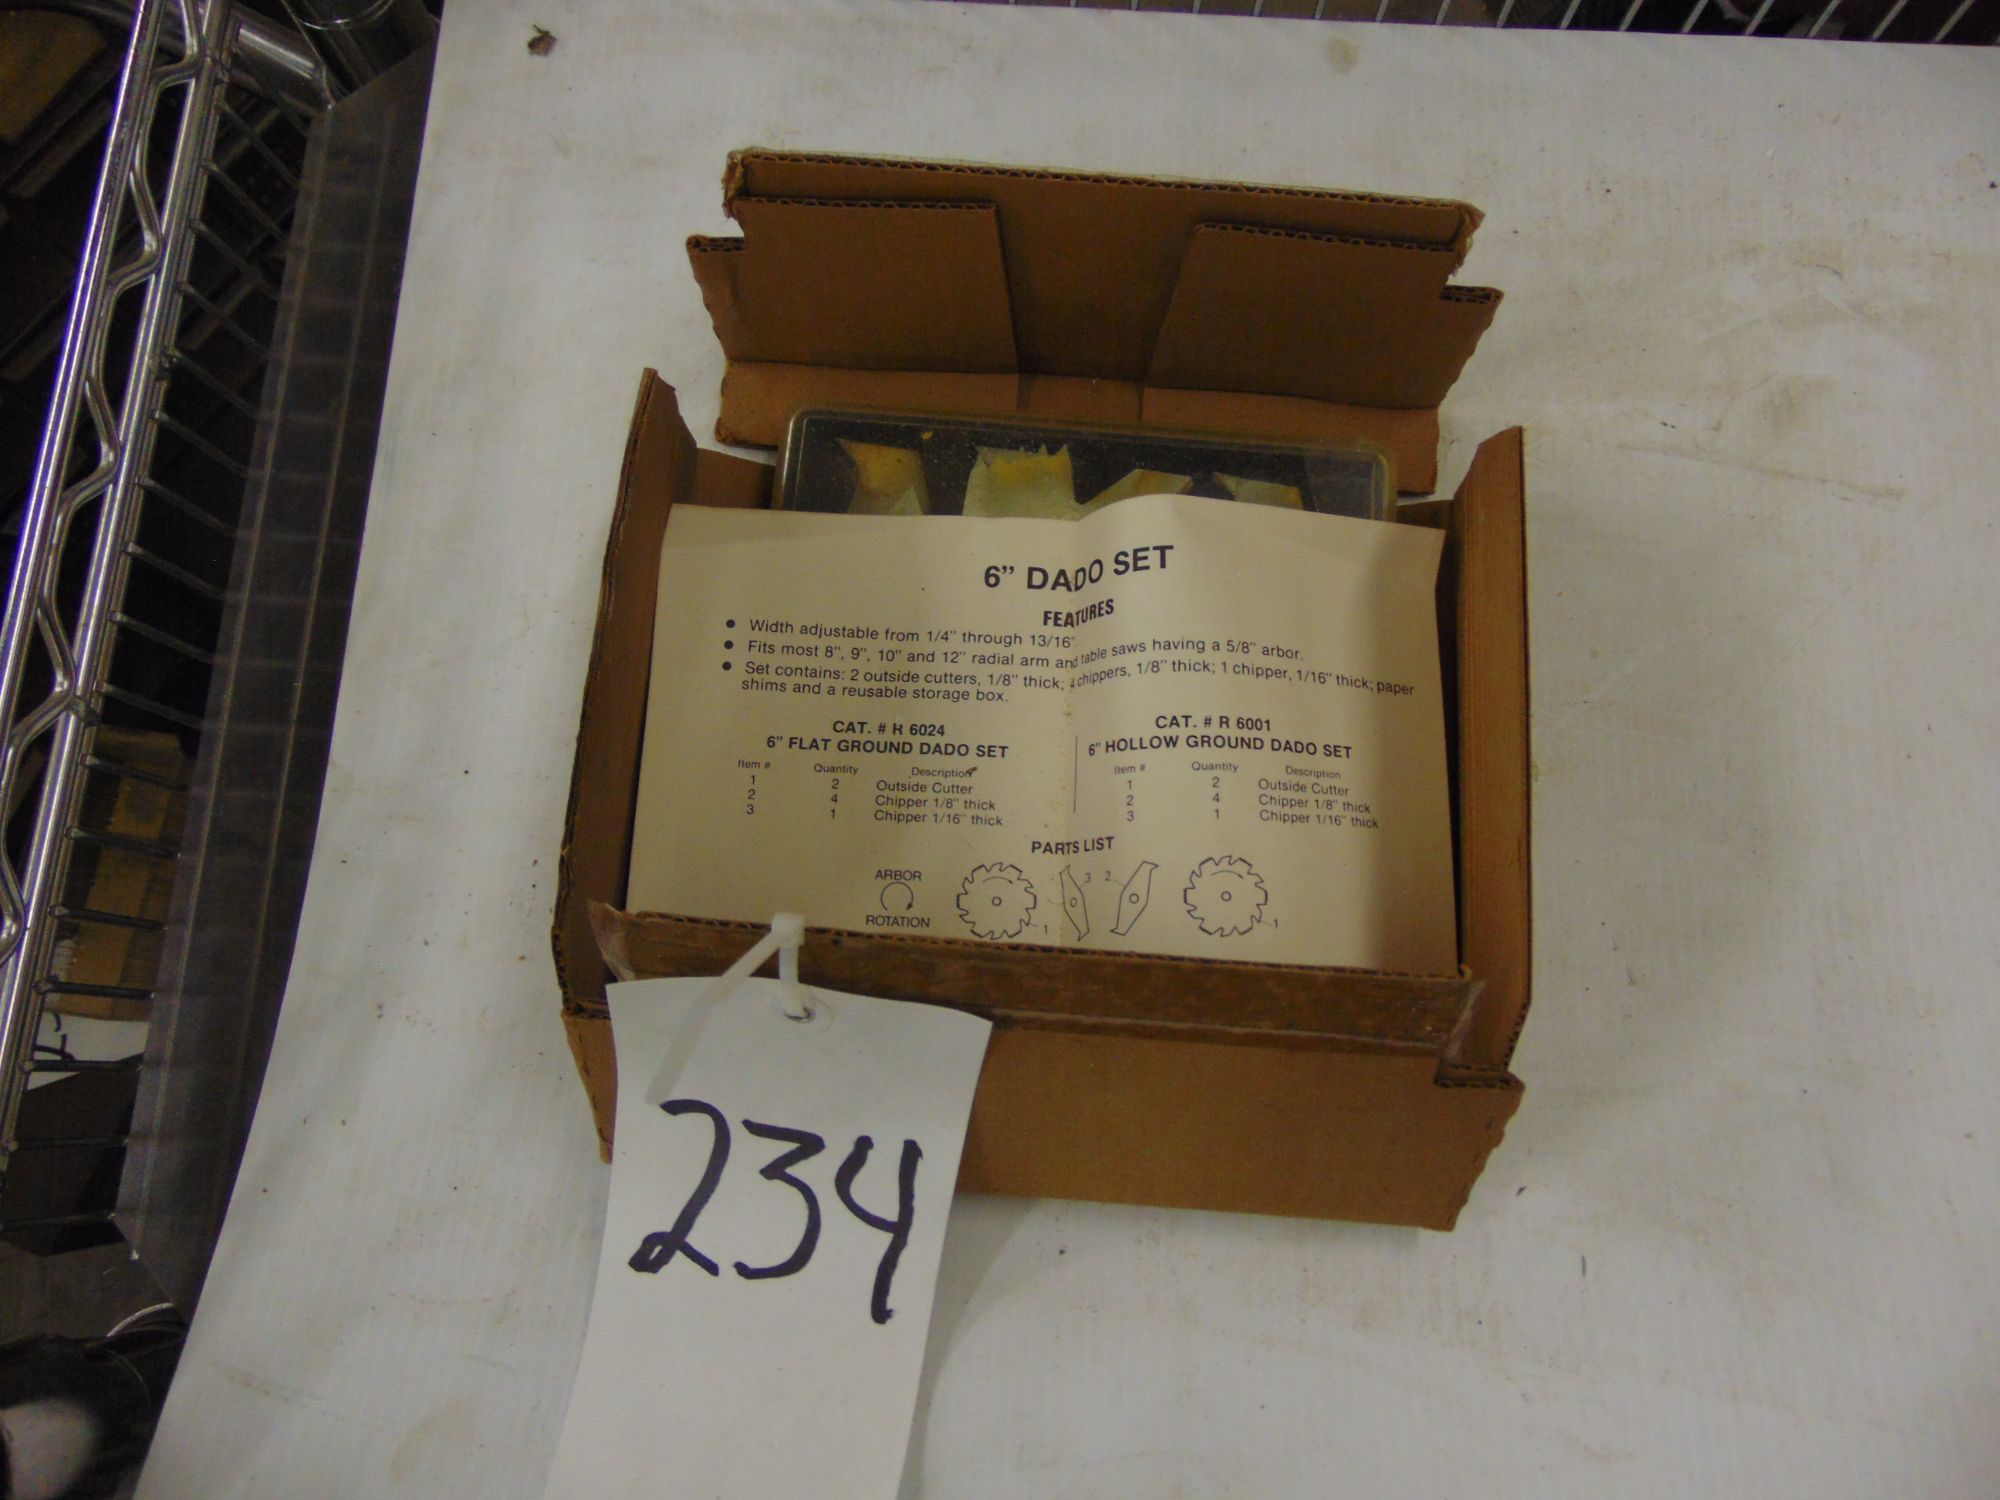 6" DADO SET
FEATURES
• Width adjustable from 1/4" through 13/16".
• Fits most 8", 9", 10" and 12" radial arm and table saws having a 5/8" arbor.
• Set contains: 2 outside cutters, 1/8" thick; 4 chippers, 1/8" thick; 1 chipper, 1/16" thick; paper
shims and a reusable storage box.
CAT. # R 6024
6" FLAT GROUND DADO SET
Item # Quantity Description
1 2 Outside Cutter
2 4 Chipper 1/8" thick
3 1 Chipper 1/16" thick
CAT. # R 6001
6" HOLLOW GROUND DADO SET
Item # Quantity Description
1 2 Outside Cutter
2 4 Chipper 1/8" thick
3 1 Chipper 1/16" thick
PARTS LIST
ARBOR
ROTATION
1
3
2
1
234